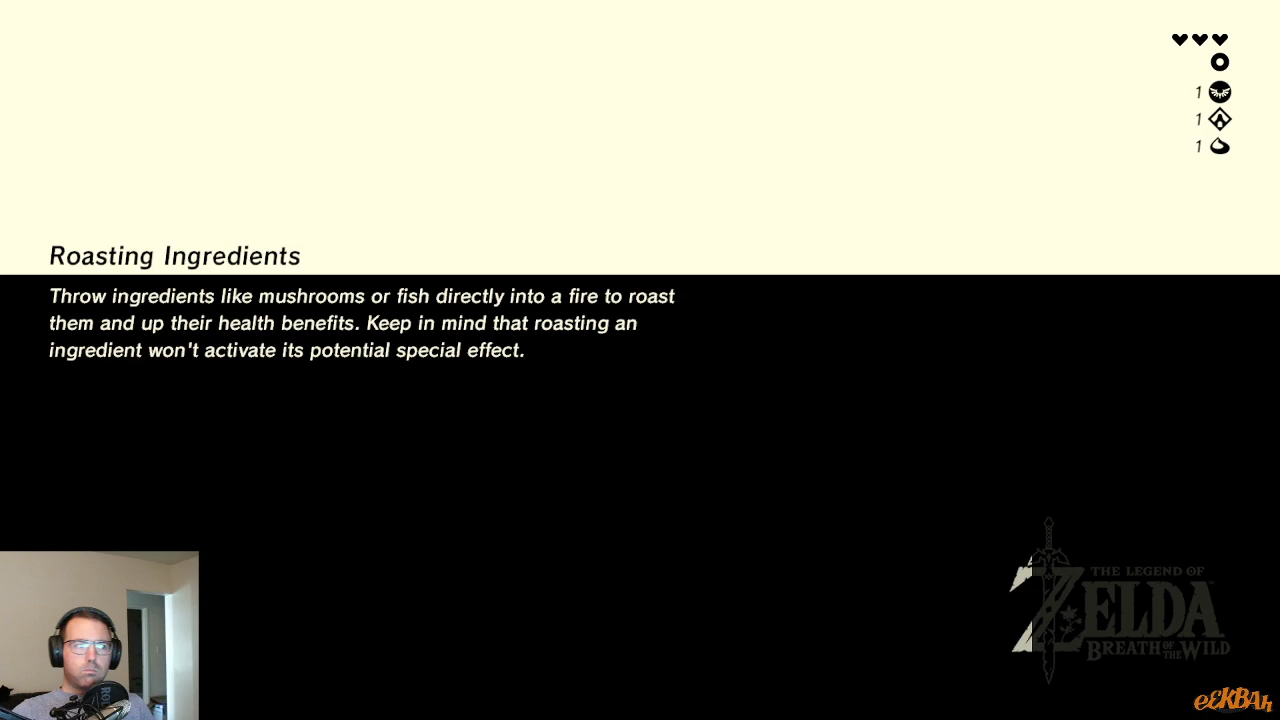 1
1
1
Roasting Ingredients
Throw ingredients like mushrooms or fish directly into a fire to roast
them and up their health benefits. Keep in mind that roasting an
ingredient won't activate its potential special effect.
THE LEGEND OF
ZELDA
BREATH OF THE WILD
eEKBAh